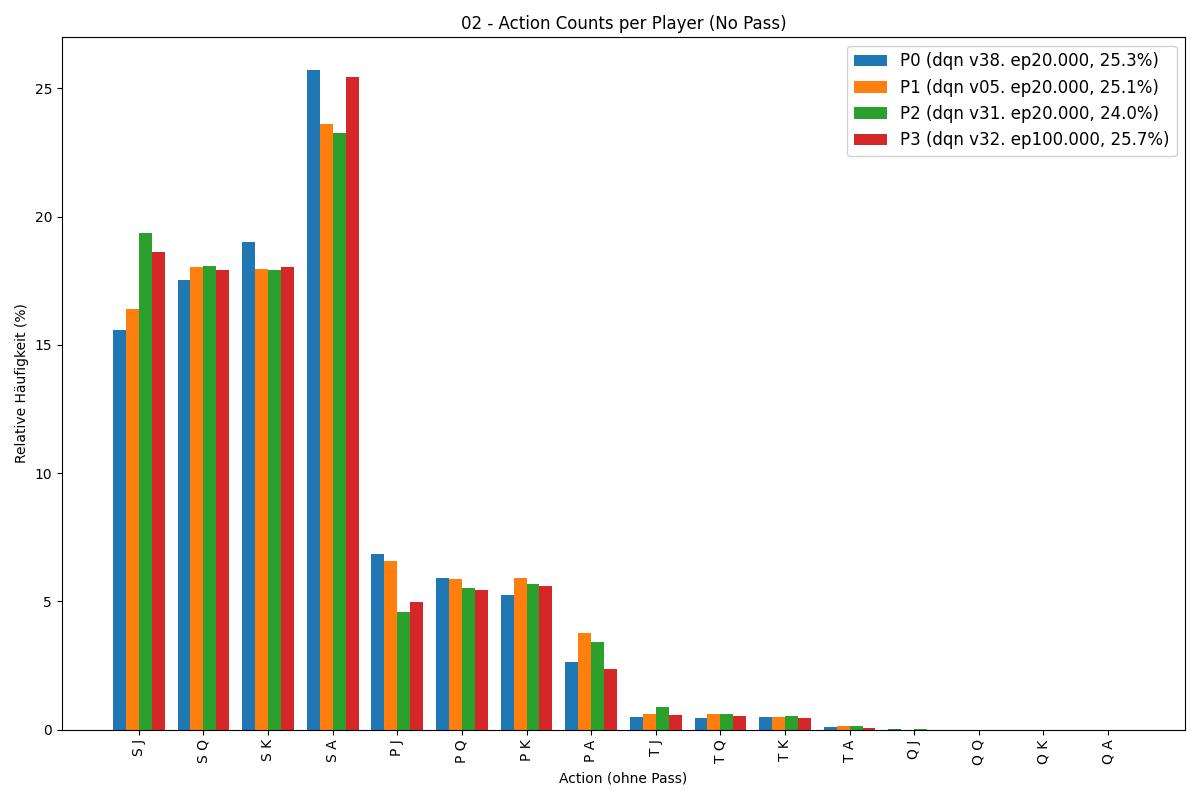 02 - Action Counts per Player (No Pass)
P0 (dqn v38. ep20.000, 25.3%)
P1 (dqn v05. ep20.000, 25.1%)
P2 (dqn v31. ep20.000, 24.0%)
P3 (dqn v32. ep100.000, 25.7%)
Relative Häufigkeit (%)
25
20
15
10
5
0
S J
S Q
S K
S A
P J
P Q
P K
P A
T J
T Q
T K
T A
Q J
Q Q
Q K
Q A
Action (ohne Pass)